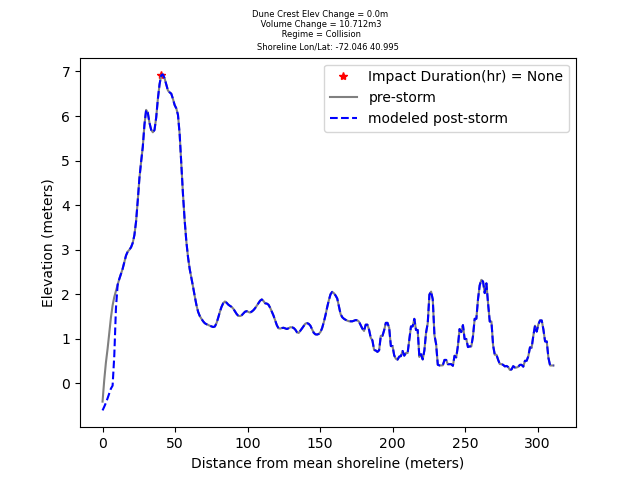 Dune Crest Elev Change = 0.0m
Volume Change = 10.712m3
Regime = Collision
Shoreline Lon/Lat: -72.046 40.995
Impact Duration(hr) = None
pre-storm
modeled post-storm
7
6
5
4
3
2
1
0
Elevation (meters)
0 50 100 150 200 250 300
Distance from mean shoreline (meters)